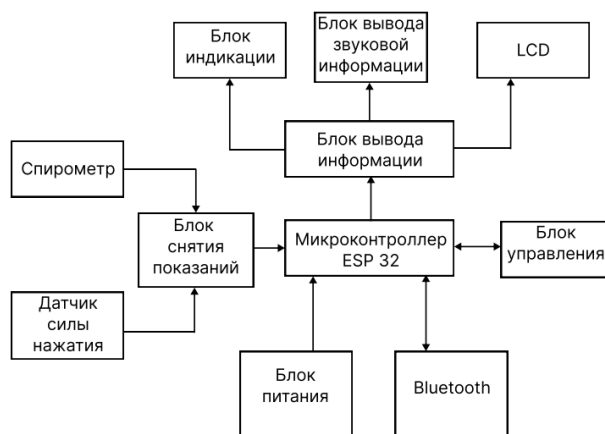 Блок
индикации
Блок вывода
звуковой
информации
LCD
Блок вывода
информации
Спирометр
Блок
снятия
показаний
Микроконтроллер
ESP 32
Блок
управления
Датчик
силы
нажатия
Блок
питания
Bluetooth